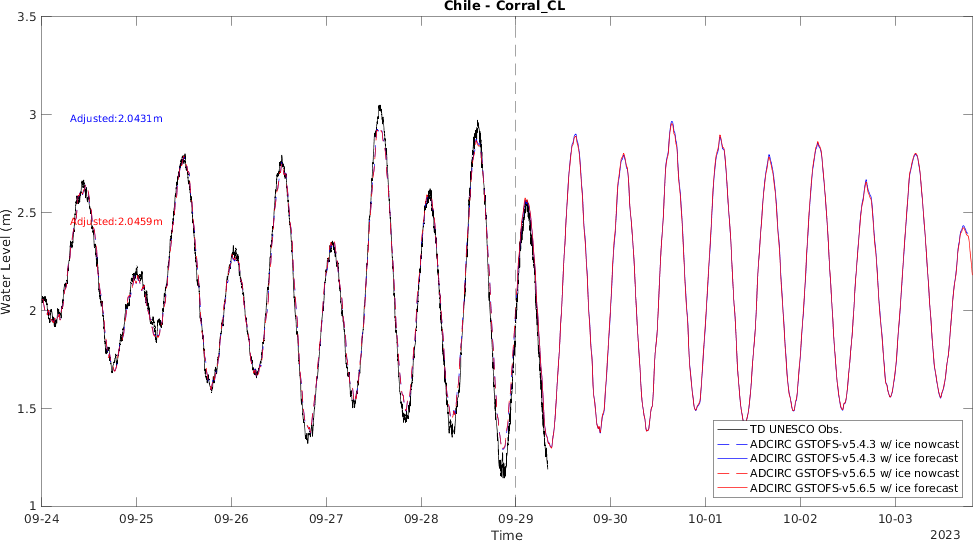 Chile - Corral_CL
3.5
3
2.5
2
1.5
1
Water Level (m)
Adjusted:2.0431m
Adjusted:2.0459m
TD UNESCO Obs.
ADCIRC GSTOFS-v5.4.3 w/ ice nowcast
ADCIRC GSTOFS-v5.4.3 w/ ice forecast
ADCIRC GSTOFS-v5.6.5 w/ ice nowcast
ADCIRC GSTOFS-v5.6.5 w/ ice forecast
09-24 09-25 09-26 09-27 09-28 09-29 09-30 10-01 10-02 10-03
Time
2023